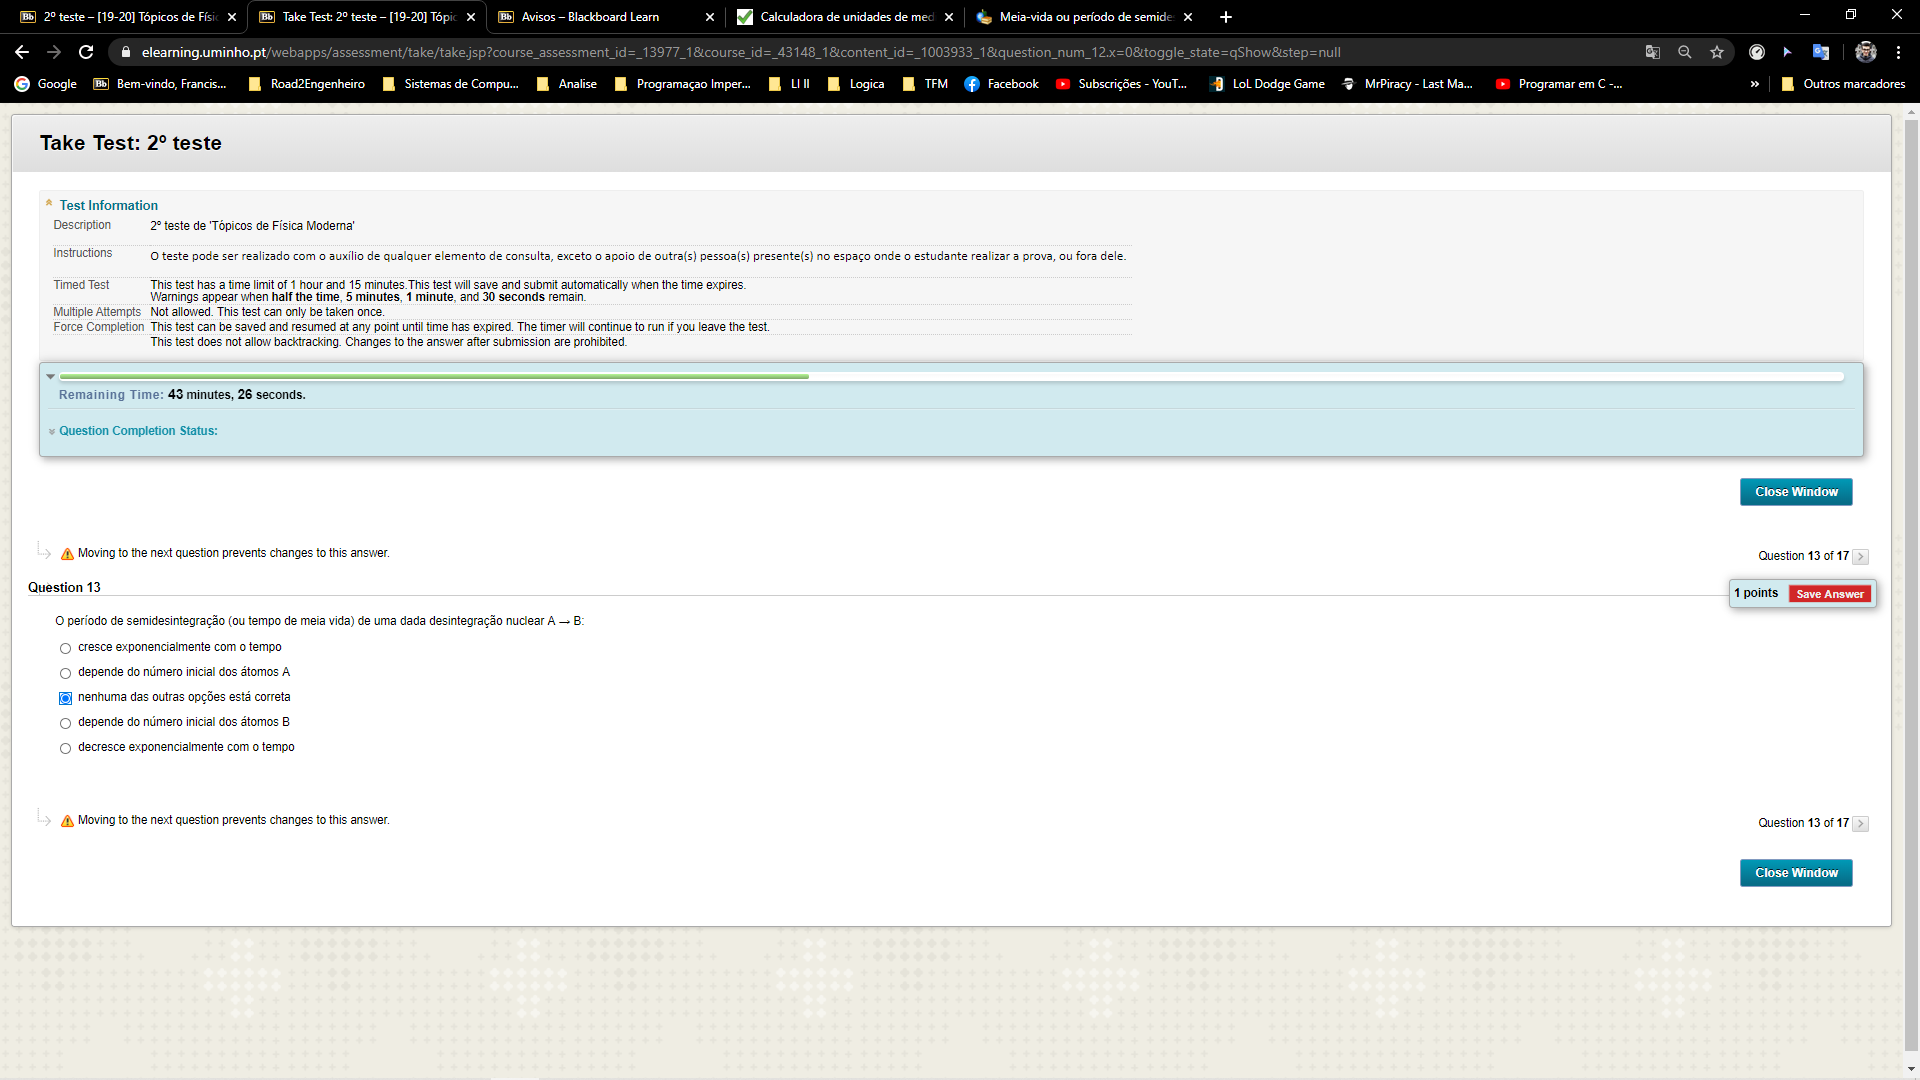 2º teste – [19-20] Tópicos de Físi
Take Test: 2º teste – [19-20] Tópic
Avisos – Blackboard Learn
Calculadora de unidades de med
Meia-vida ou período de semide
elearning.uminho.pt/webapps/assessment/take/take.jsp?course_assessment_id=_13977_1&course_id=_43148_1&content_id=_1003933_1&question_num_12.x=0&toggle_state=qShow&step=null
Google
Bb Bem-vindo, Francis...
Road2Engenheiro
Sistemas de Compu...
Analise
Programaçao Imper...
LI II
Logica
TFM
Facebook
Subscrições - YouT...
LoL Dodge Game
MrPiracy - Last Ma...
Programar em C -...
»
Outros marcadores
Take Test: 2º teste
Test Information
Description 2º teste de 'Tópicos de Física Moderna'
Instructions O teste pode ser realizado com o auxílio de qualquer elemento de consulta, exceto o apoio de outra(s) pessoa(s) presente(s) no espaço onde o estudante realizar a prova, ou fora dele.
Timed Test This test has a time limit of 1 hour and 15 minutes.This test will save and submit automatically when the time expires.
Warnings appear when half the time, 5 minutes, 1 minute, and 30 seconds remain.
Multiple Attempts Not allowed. This test can only be taken once.
Force Completion This test can be saved and resumed at any point until time has expired. The timer will continue to run if you leave the test.
This test does not allow backtracking. Changes to the answer after submission are prohibited.
Remaining Time: 43 minutes, 26 seconds.
Question Completion Status:
Close Window
Moving to the next question prevents changes to this answer.
Question 13 of 17
Question 13
1 points Save Answer
O período de semidesintegração (ou tempo de meia vida) de uma dada desintegração nuclear A → B:
cresce exponencialmente com o tempo
depende do número inicial dos átomos A
nenhuma das outras opções está correta
depende do número inicial dos átomos B
decresce exponencialmente com o tempo
Moving to the next question prevents changes to this answer.
Question 13 of 17
Close Window